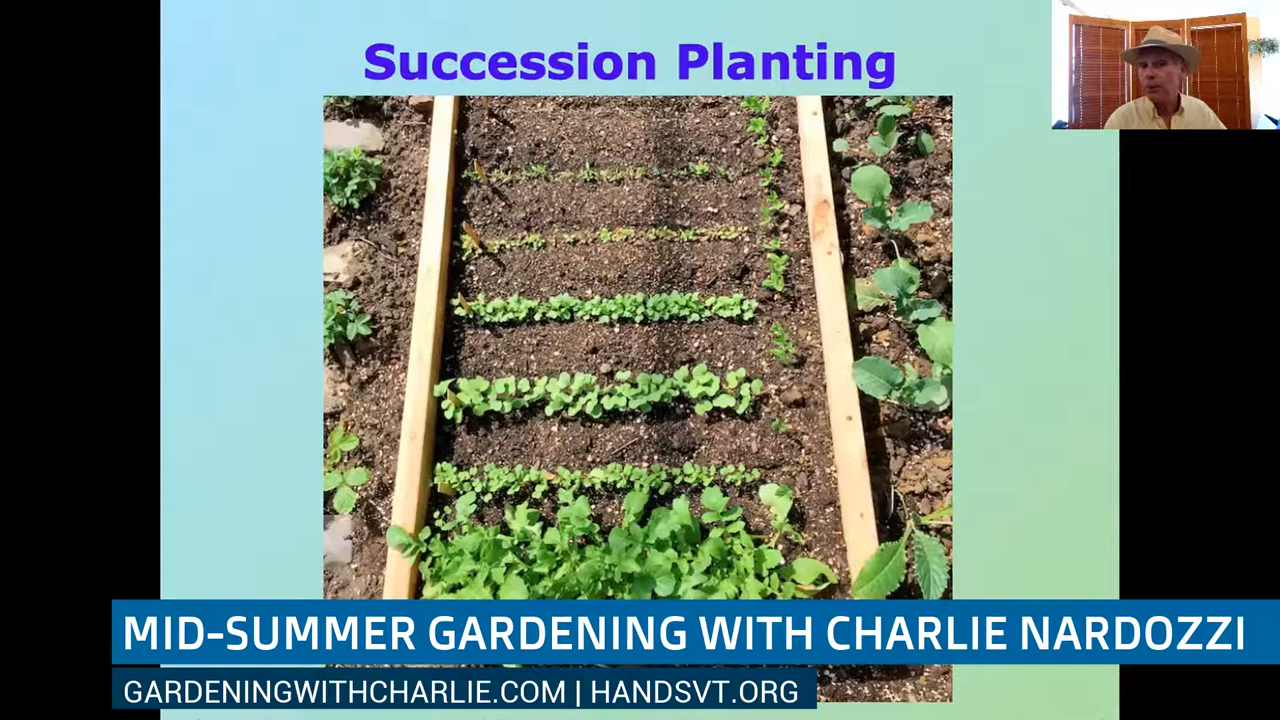 Succession Planting
MID-SUMMER GARDENING WITH CHARLIE NARDOZZI
GARDENINGWITHCHARLIE.COM | HANDSVT.ORG